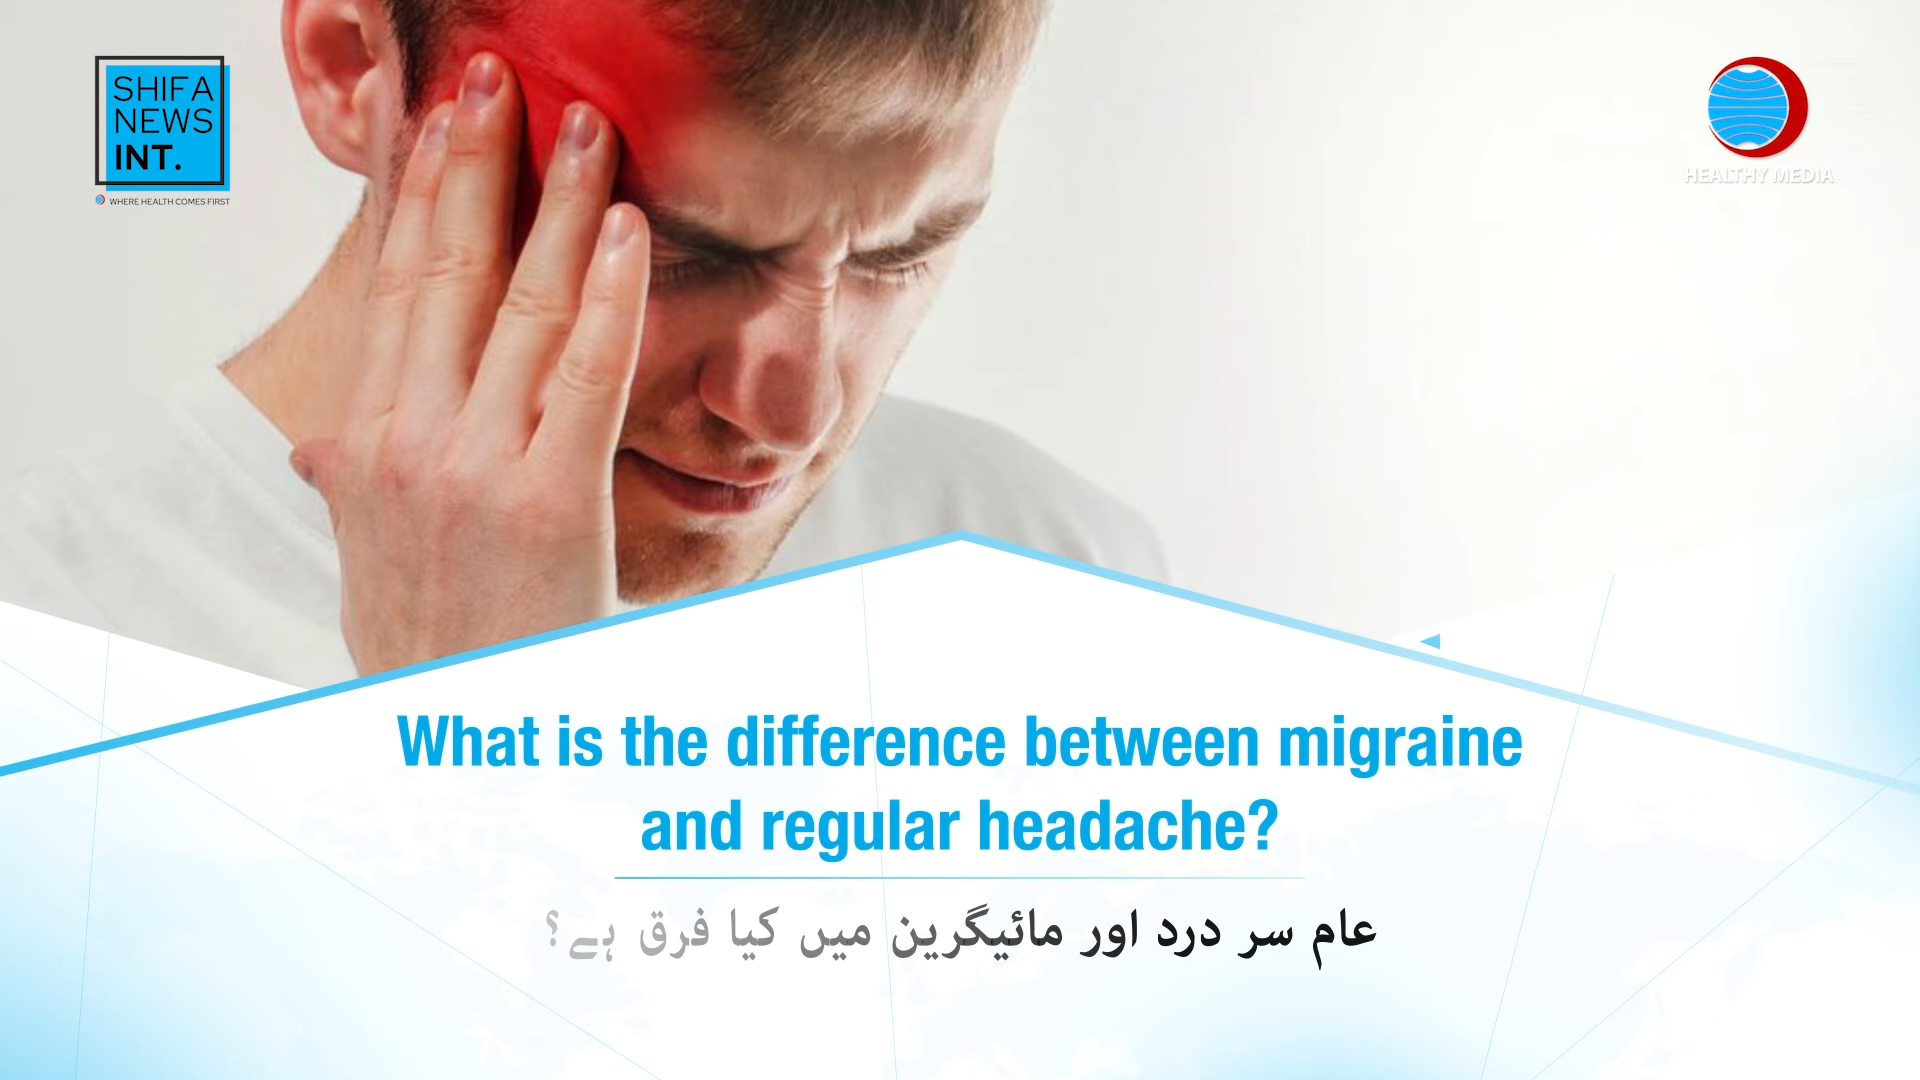 SHIFA
NEWS
INT.
WHERE HEALTH COMES FIRST
HEALTHY MEDIA
What is the difference between migraine
and regular headache?
عام سر درد اور مائیگرین میں کیا فرق ہے؟